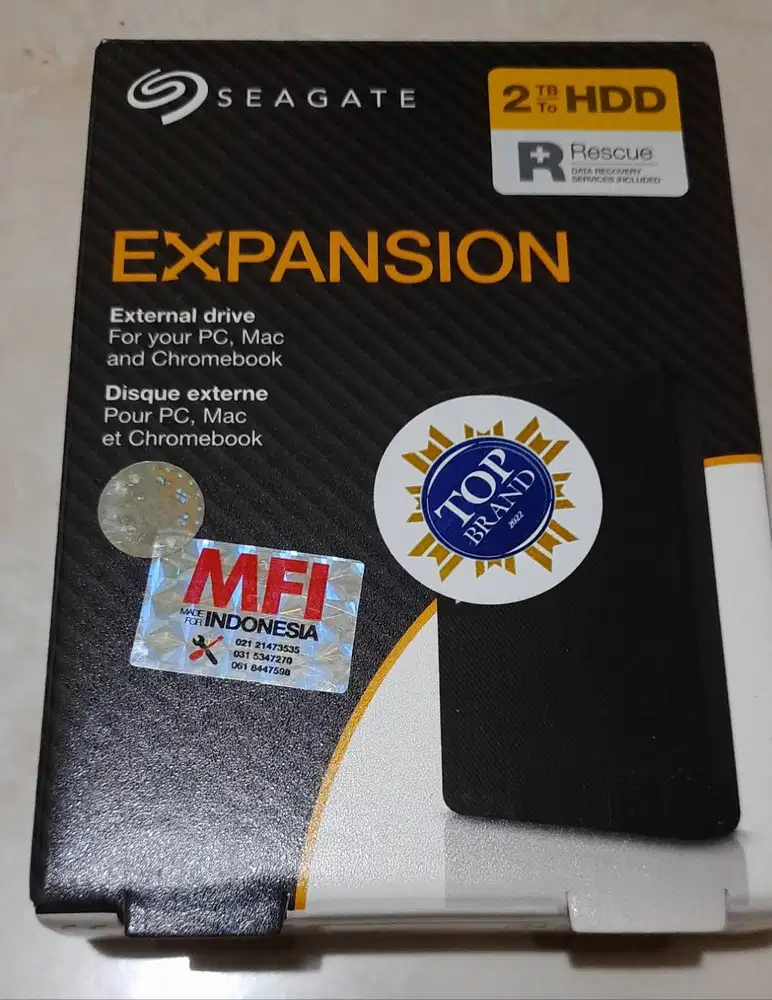 SEAGATE
2 TB To HDD
R Rescue
DATA RECOVERY
SERVICES INCLUDED
EXPANSION
External drive
For your PC, Mac
and Chromebook
Disque externe
Pour PC, Mac
et Chromebook
TOP
BRAND
2022
MFI
MADE FOR INDONESIA
021 21473535
031 5347270
061 8447598